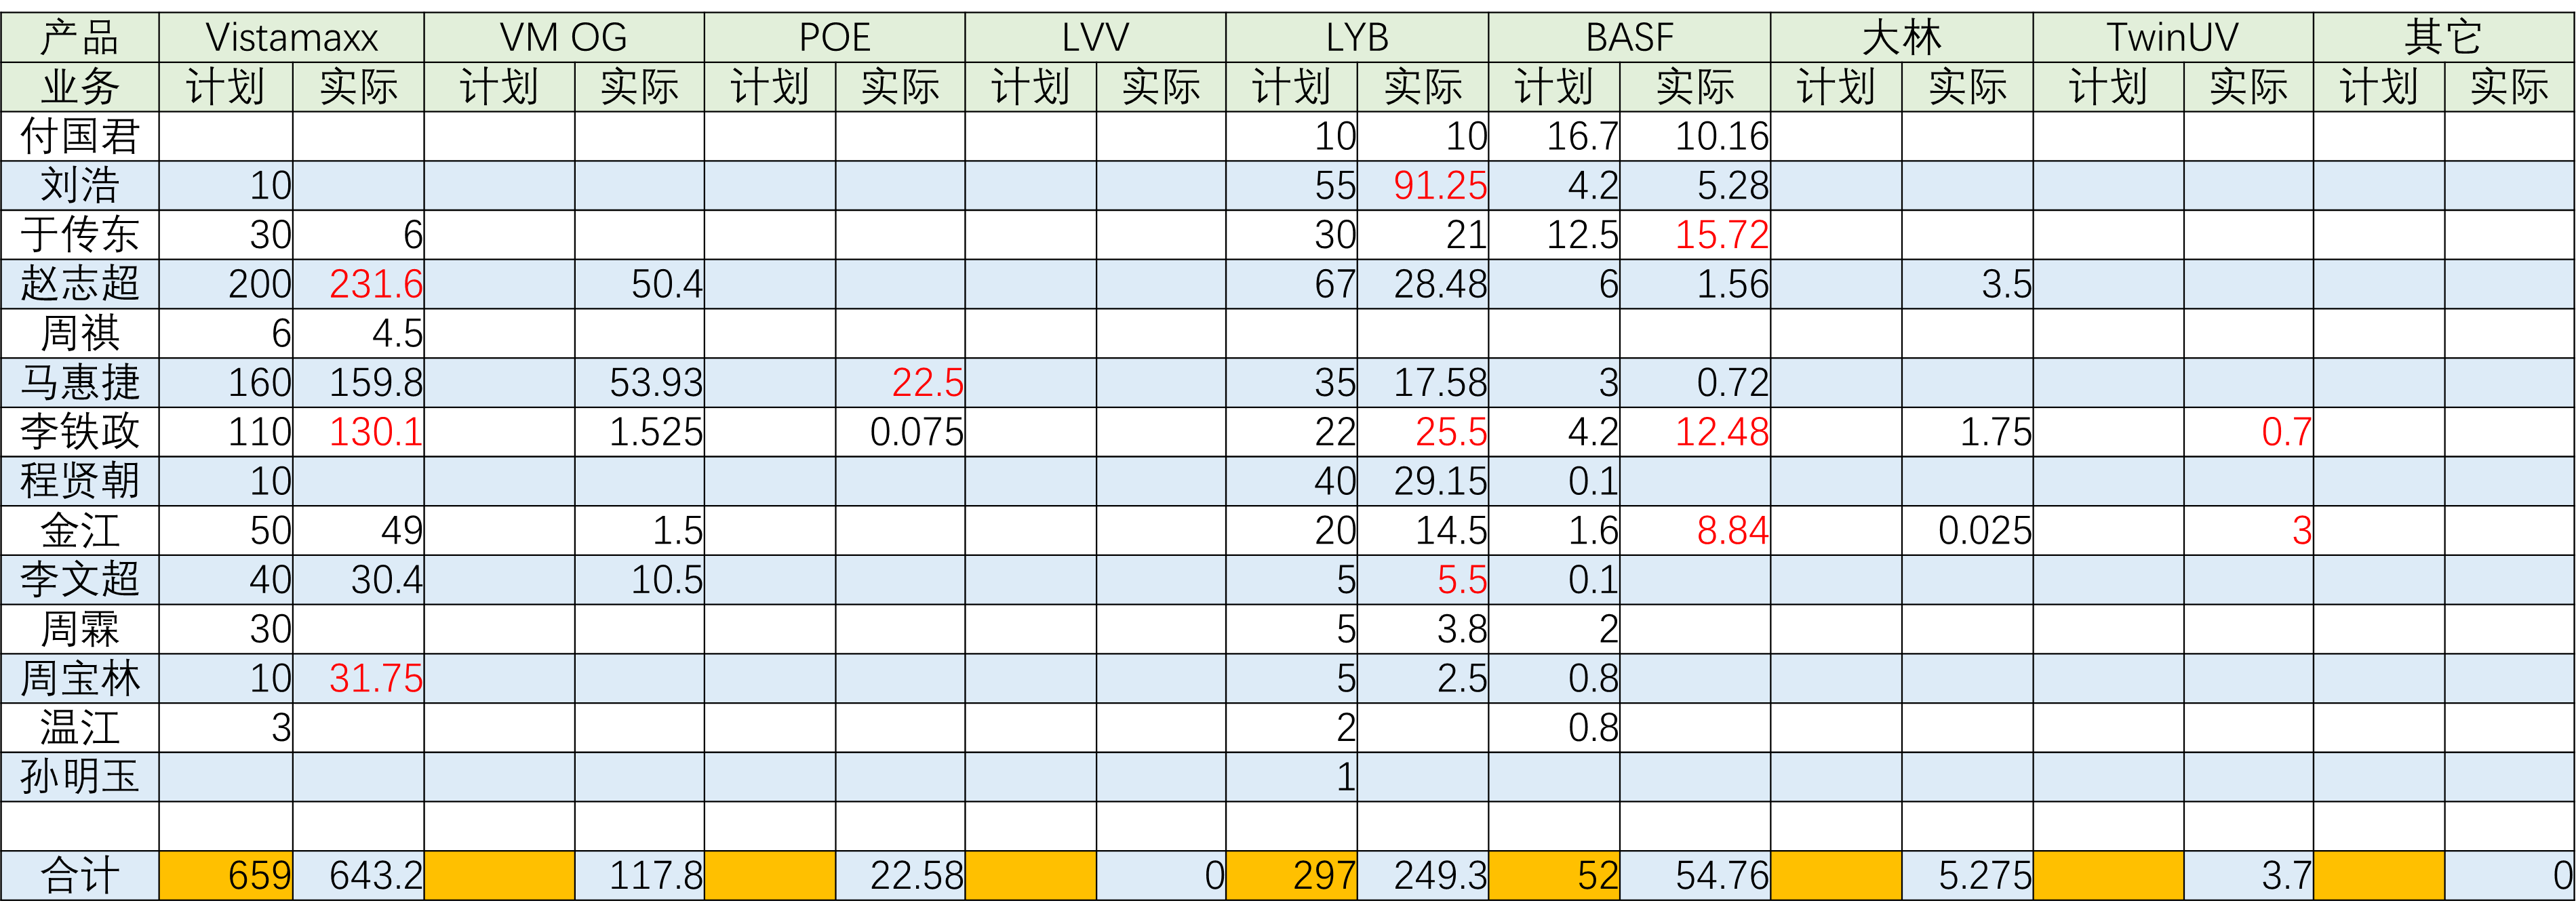 产品 Vistamaxx VM OG POE LVV LYB BASF 大林 TwinUV 其它
业务 计划 实际 计划 实际 计划 实际 计划 实际 计划 实际 计划 实际 计划 实际 计划 实际 计划 实际
付国君 10 10 16.7 10.16
刘浩 10 55 91.25 4.2 5.28
于传东 30 6 30 21 12.5 15.72
赵志超 200 231.6 50.4 67 28.48 6 1.56 3.5
周祺 6 4.5
马惠捷 160 159.8 53.93 22.5 35 17.58 3 0.72
李铁政 110 130.1 1.525 0.075 22 25.5 4.2 12.48 1.75 0.7
程贤朝 10 40 29.15 0.1
金江 50 49 1.5 20 14.5 1.6 8.84 0.025 3
李文超 40 30.4 10.5 5 5.5 0.1
周霖 30 5 3.8 2
周宝林 10 31.75 5 2.5 0.8
温江 3 2 0.8
孙明玉 1
合计 659 643.2 117.8 22.58 0 297 249.3 52 54.76 5.275 3.7 0